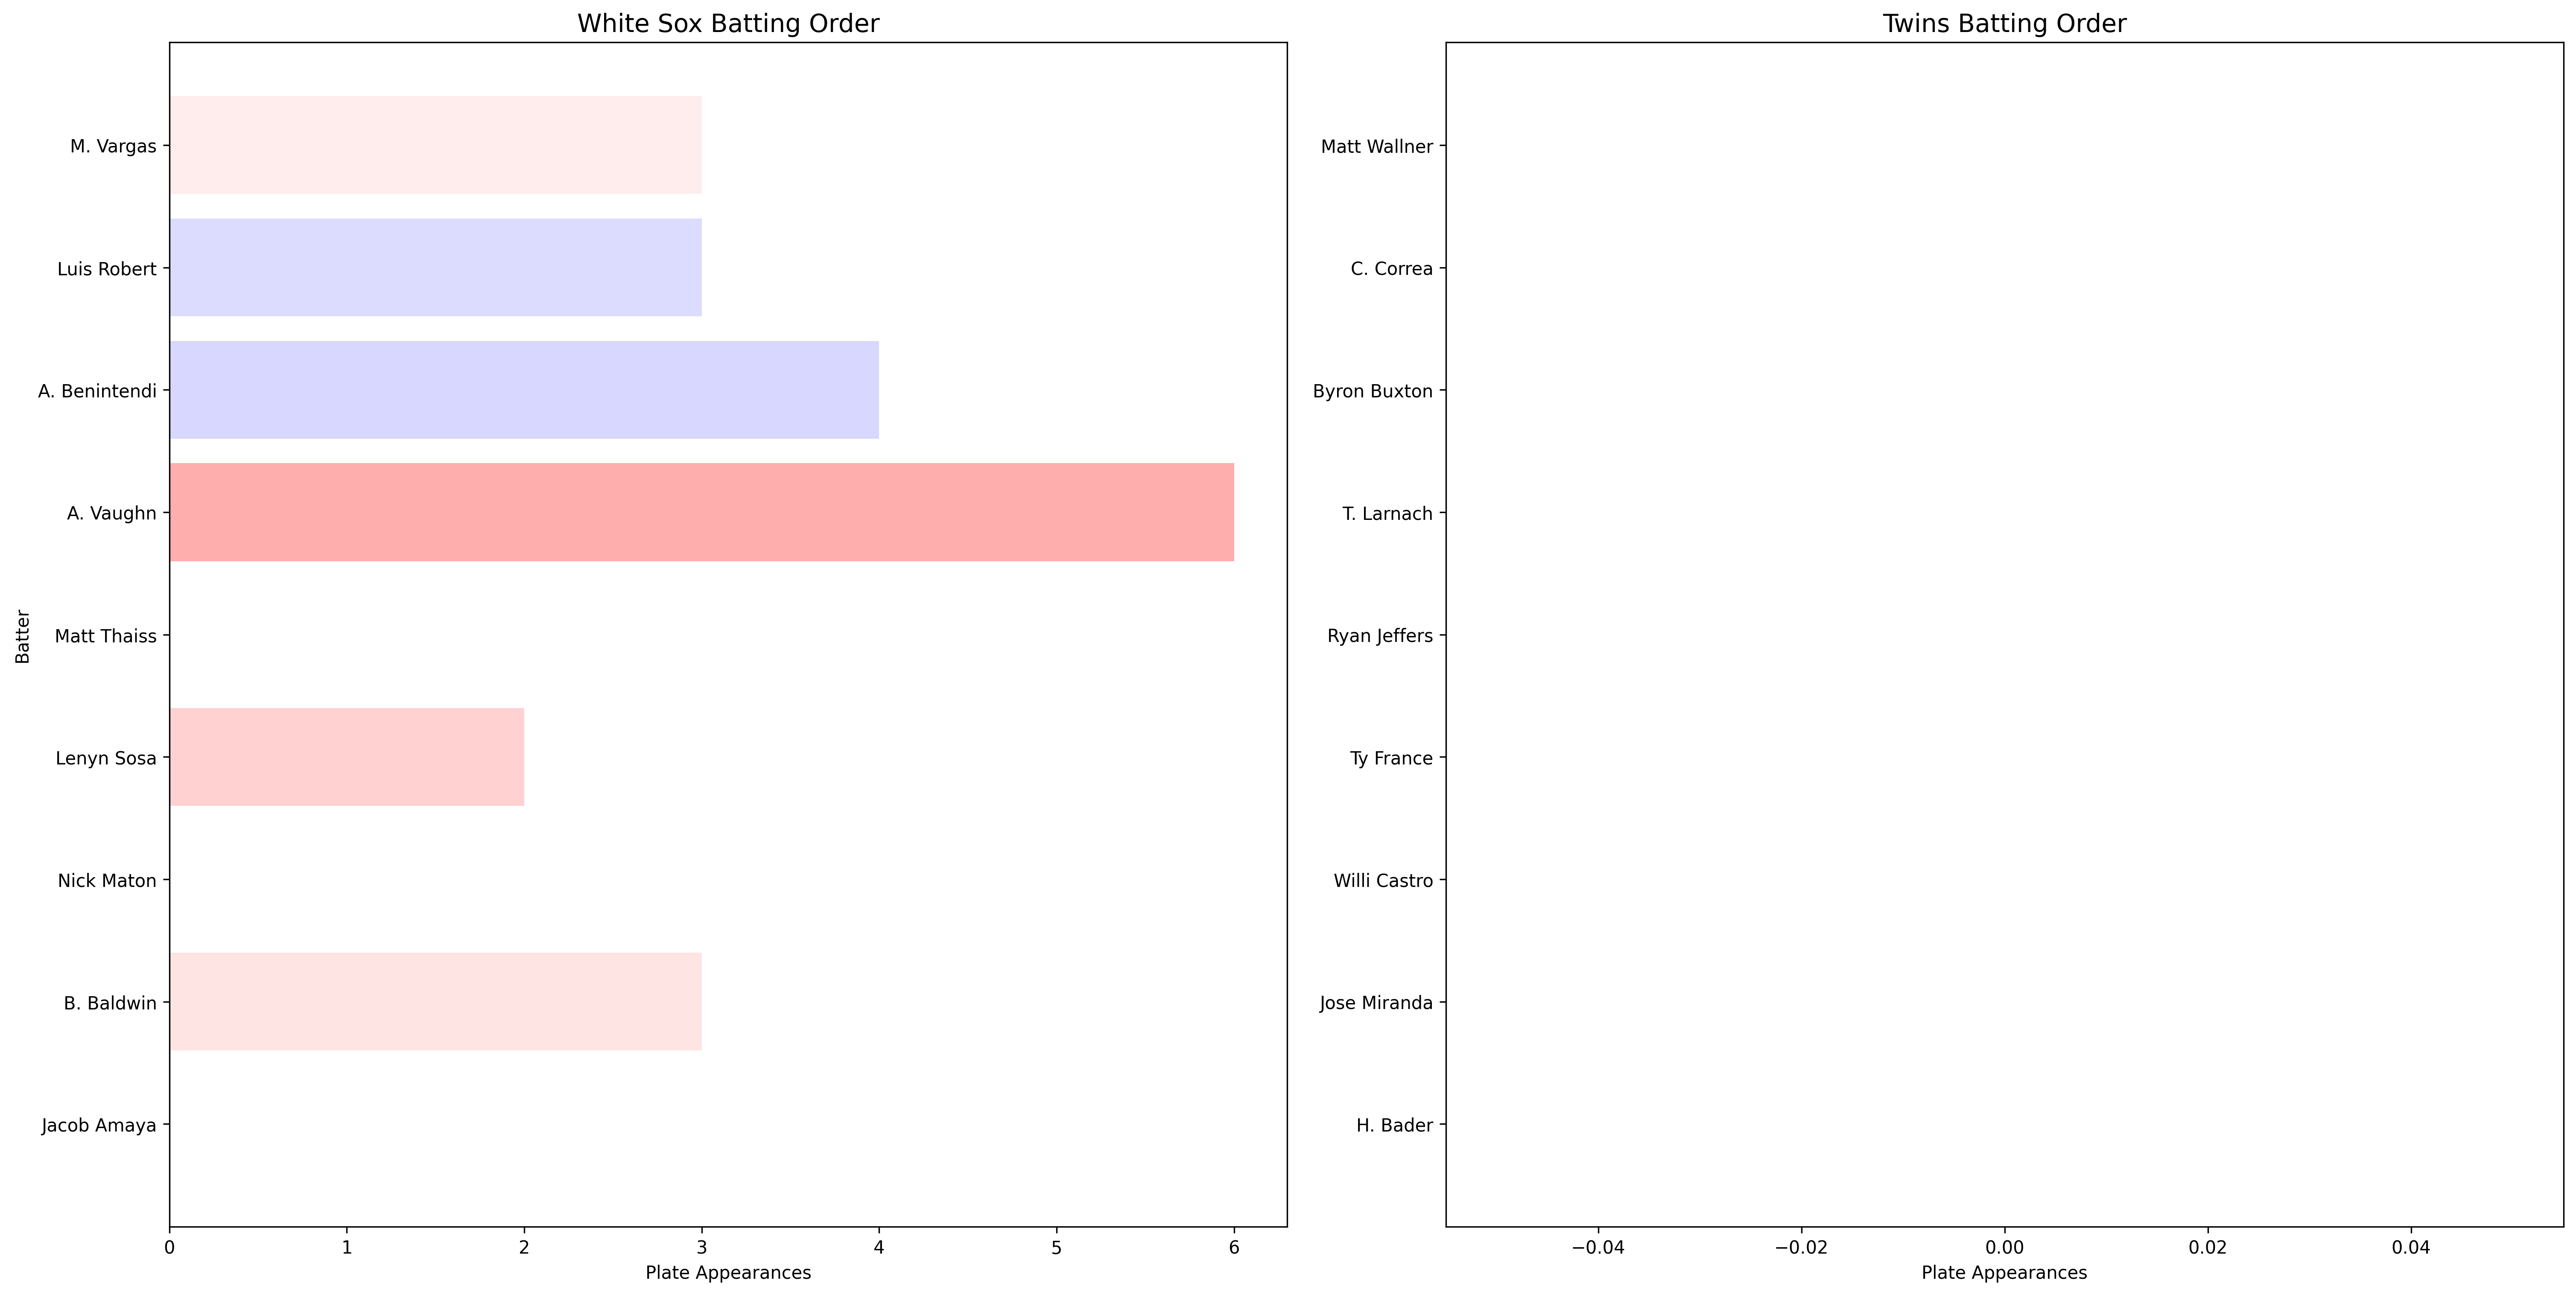 White Sox Batting Order
Batter
M. Vargas
Luis Robert
A. Benintendi
A. Vaughn
Matt Thaiss
Lenyn Sosa
Nick Maton
B. Baldwin
Jacob Amaya
0 1 2 3 4 5 6
Plate Appearances
Twins Batting Order
Matt Wallner
C. Correa
Byron Buxton
T. Larnach
Ryan Jeffers
Ty France
Willi Castro
Jose Miranda
H. Bader
−0.04 −0.02 0.00 0.02 0.04
Plate Appearances